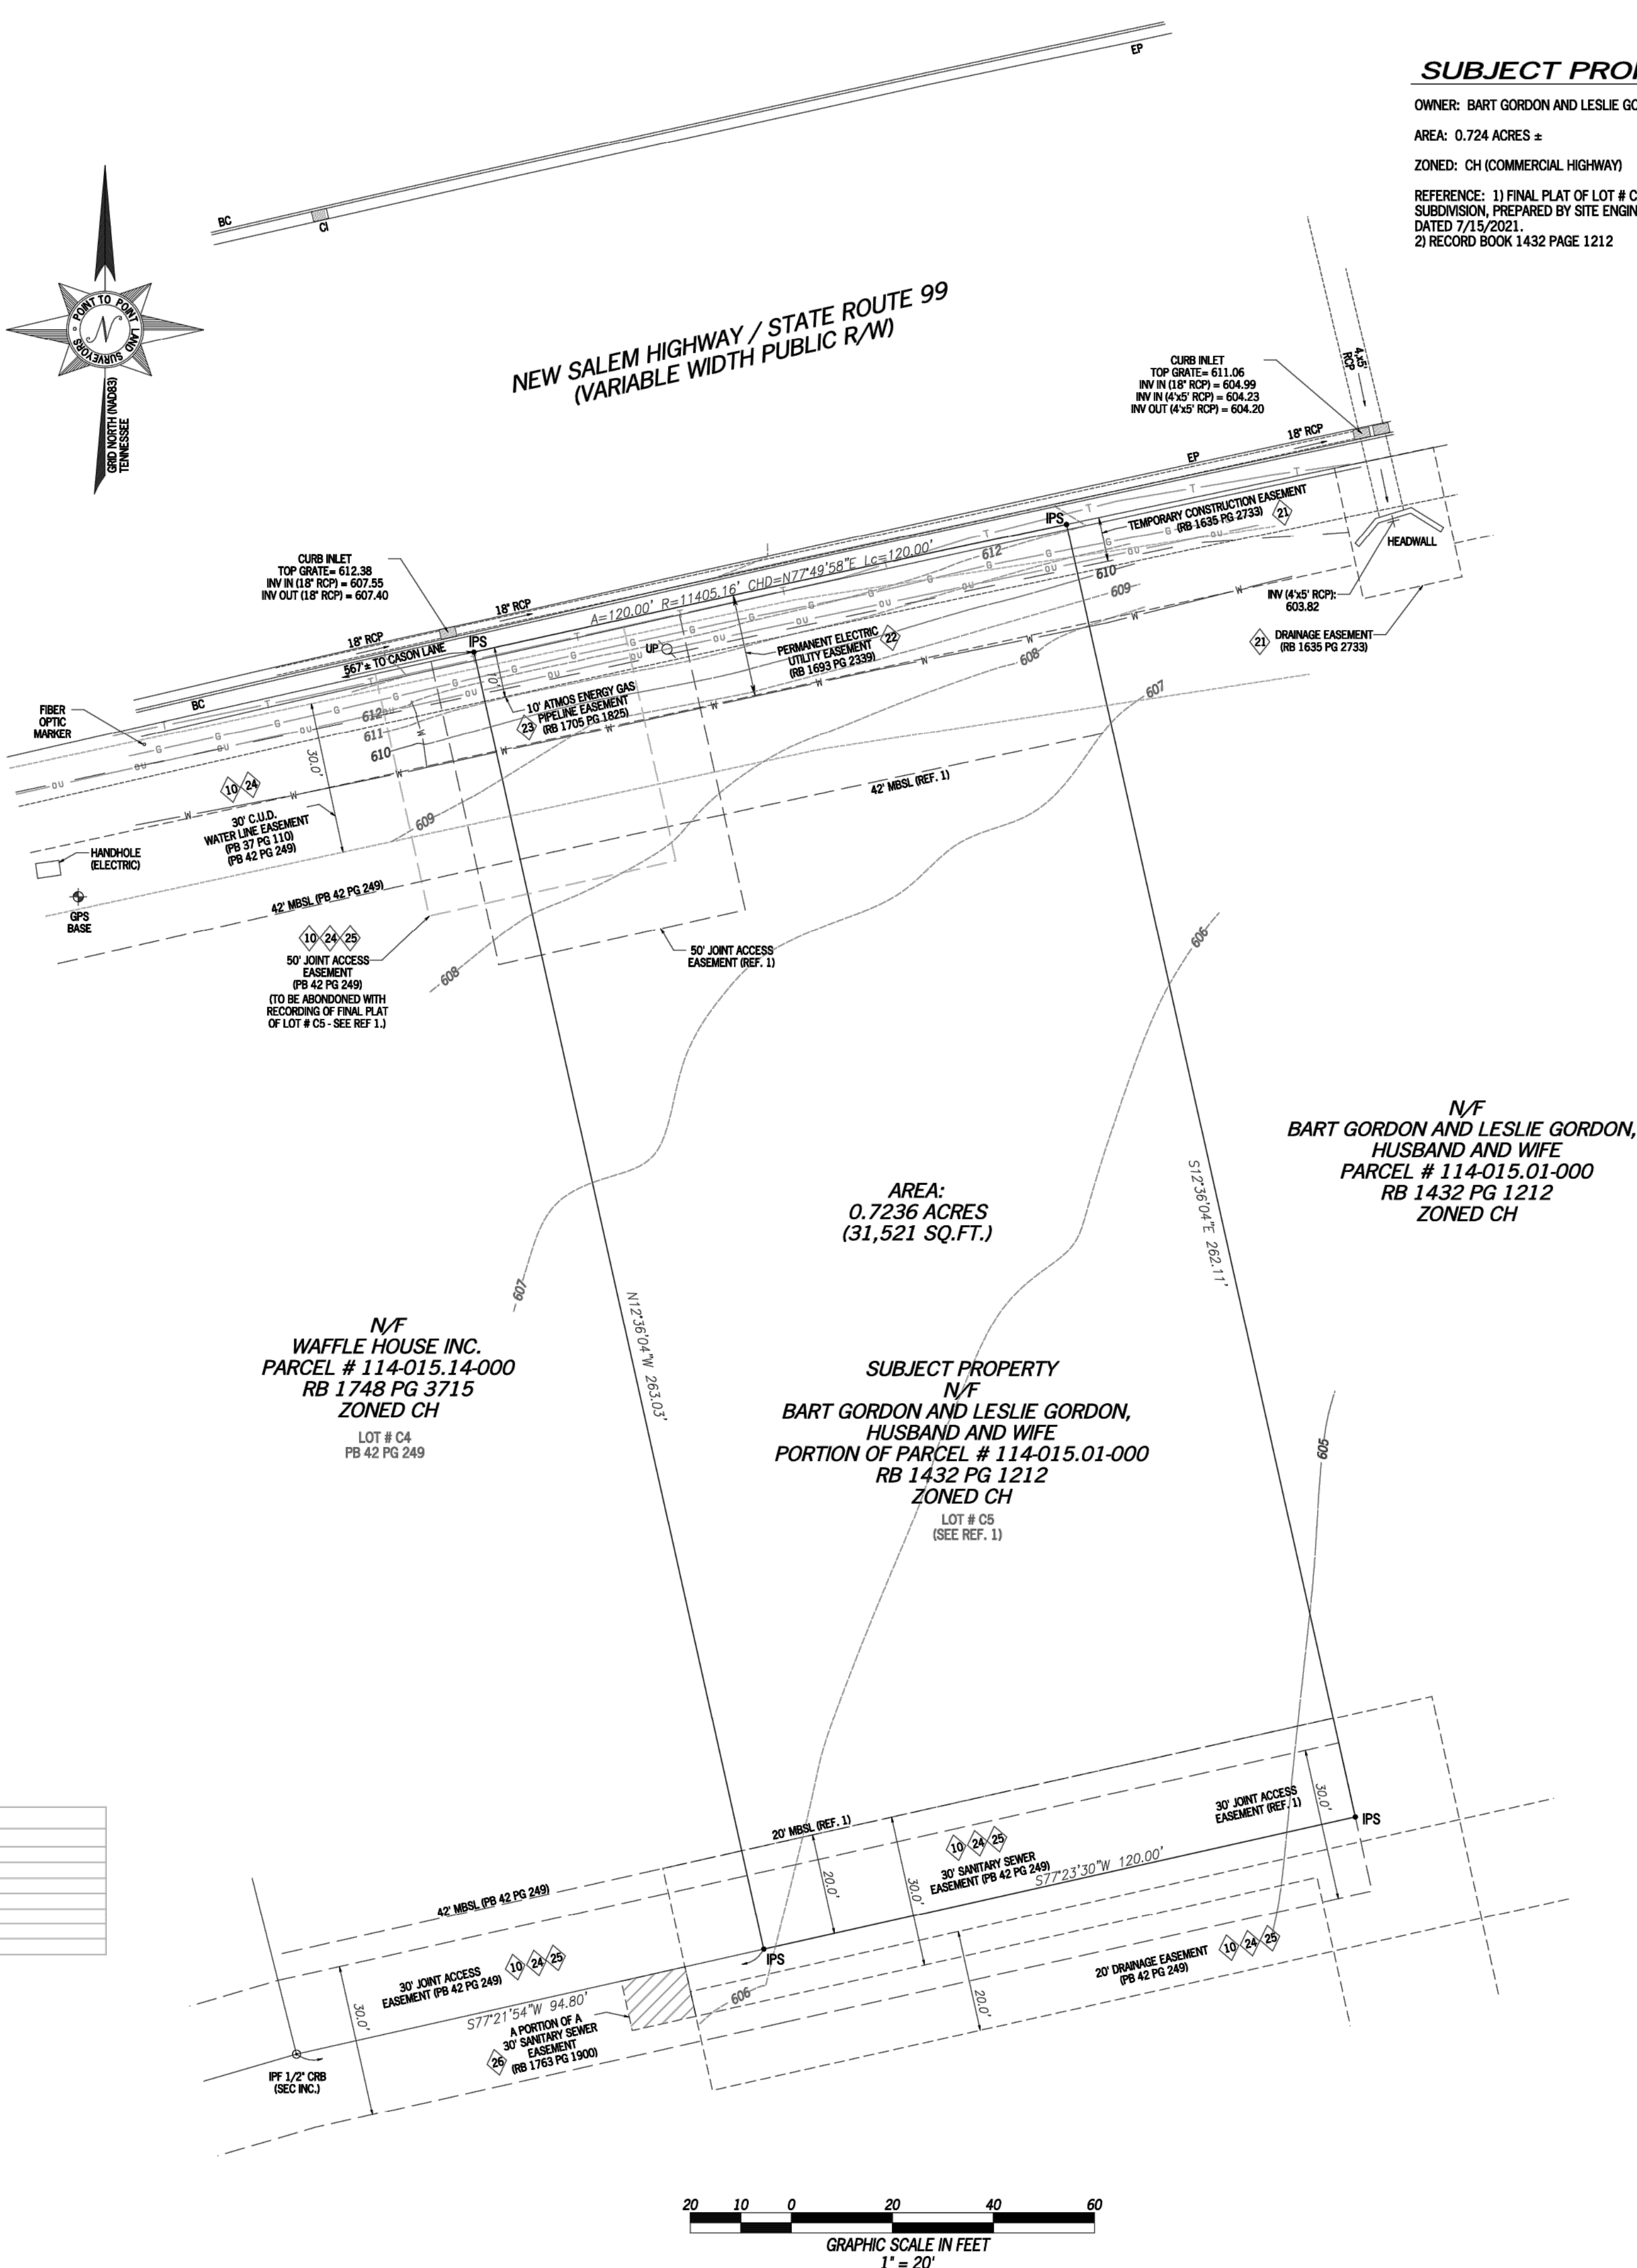 EP
SUBJECT PROP
OWNER: BART GORDON AND LESLIE GO
AREA: 0.724 ACRES ±
ZONED: CH (COMMERCIAL HIGHWAY)
REFERENCE: 1) FINAL PLAT OF LOT # C
SUBDIVISION, PREPARED BY SITE ENGIN
DATED 7/15/2021.
2) RECORD BOOK 1432 PAGE 1212
BC
CI
POINT TO POINT LAND SURVEYORS
N
GRID NORTH (NAD83)
TENNESSEE
NEW SALEM HIGHWAY / STATE ROUTE 99
(VARIABLE WIDTH PUBLIC R/W)
4'x5'
RCP
CURB INLET
TOP GRATE= 611.06
INV IN (18" RCP) = 604.99
INV IN (4'x5' RCP) = 604.23
INV OUT (4'x5' RCP) = 604.20
18" RCP
EP
TEMPORARY CONSTRUCTION EASEMENT
(RB 1635 PG 2733) 21
IPS
HEADWALL
INV (4'x5' RCP):
603.82
21 DRAINAGE EASEMENT
(RB 1635 PG 2733)
CURB INLET
TOP GRATE= 612.38
INV IN (18" RCP) = 607.55
INV OUT (18" RCP) = 607.40
18" RCP
18" RCP
567'± TO CASON LANE
IPS
A=120.00' R=11405.16' CHD=N77°49'58"E Lc=120.00'
612
610
609
608
607
UP
PERMANENT ELECTRIC
UTILITY EASEMENT
(RB 1693 PG 2339)
22
10'
10' ATMOS ENERGY GAS
PIPELINE EASEMENT
(RB 1705 PG 1825)
23
BC
FIBER
OPTIC
MARKER
612
611
610
30.0'
10 24
30' C.U.D.
WATER LINE EASEMENT
(PB 37 PG 110)
(PB 42 PG 249)
609
HANDHOLE
(ELECTRIC)
GPS
BASE
42' MBSL (REF. 1)
42' MBSL (PB 42 PG 249)
10 24 25
50' JOINT ACCESS
EASEMENT
(PB 42 PG 249)
(TO BE ABONDONED WITH
RECORDING OF FINAL PLAT
OF LOT # C5 - SEE REF 1.)
608
50' JOINT ACCESS
EASEMENT (REF. 1)
606
N/F
BART GORDON AND LESLIE GORDON,
HUSBAND AND WIFE
PARCEL # 114-015.01-000
RB 1432 PG 1212
ZONED CH
S12°36'04"E 262.11'
AREA:
0.7236 ACRES
(31,521 SQ.FT.)
607
N12°36'04"W 263.03'
N/F
WAFFLE HOUSE INC.
PARCEL # 114-015.14-000
RB 1748 PG 3715
ZONED CH
LOT # C4
PB 42 PG 249
SUBJECT PROPERTY
N/F
BART GORDON AND LESLIE GORDON,
HUSBAND AND WIFE
PORTION OF PARCEL # 114-015.01-000
RB 1432 PG 1212
ZONED CH
LOT # C5
(SEE REF. 1)
605
30' JOINT ACCESS
EASEMENT (REF. 1)
30.0'
IPS
20' MBSL (REF. 1)
20.0'
30.0'
10 24 25
30' SANITARY SEWER
EASEMENT (PB 42 PG 249)
S77°23'30"W 120.00'
42' MBSL (PB 42 PG 249)
IPS
20' DRAINAGE EASEMENT 10 24 25
(PB 42 PG 249)
20.0'
30' JOINT ACCESS
EASEMENT (PB 42 PG 249)
10 24 25
30.0'
S77°21'54"W 94.80'
606
A PORTION OF A
30' SANITARY SEWER
EASEMENT
(RB 1763 PG 1900)
26
IPF 1/2" CRB
(SEC INC.)
20 10 0 20 40 60
GRAPHIC SCALE IN FEET
1" = 20'